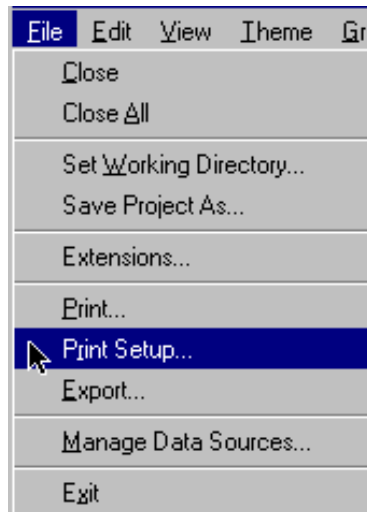 File Edit View Theme Gr
Close
Close All
Set Working Directory...
Save Project As...
Extensions...
Print...
Print Setup...
Export...
Manage Data Sources...
Exit